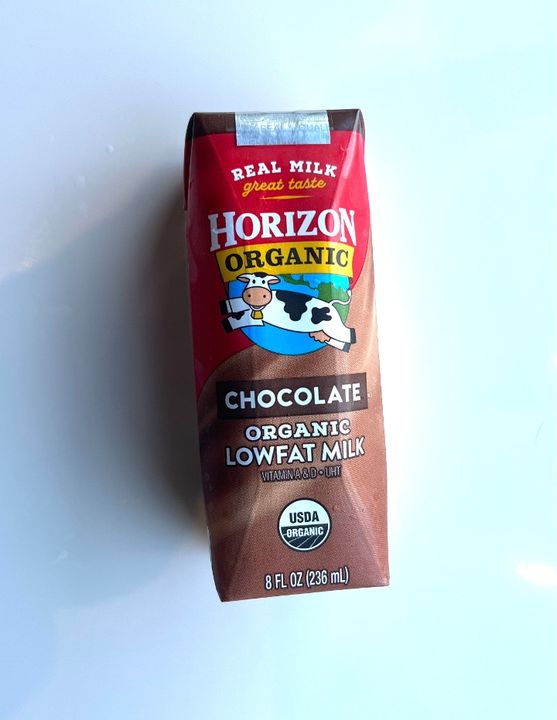 REAL MILK
great taste
HORIZON
ORGANIC
CHOCOLATE
ORGANIC
LOWFAT MILK
VITAMIN A & D • UHT
USDA
ORGANIC
8 FL OZ (236 mL)